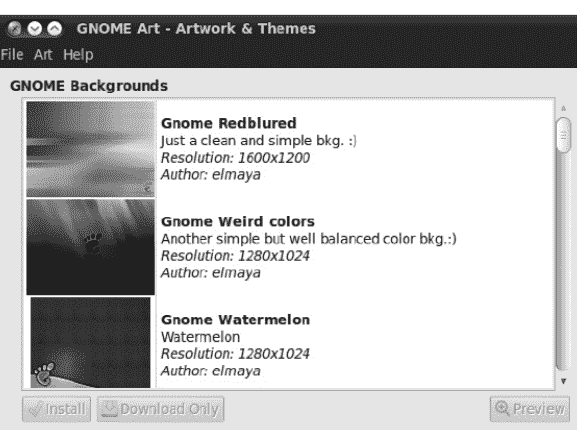 GNOME Art - Artwork & Themes
File Art Help
GNOME Backgrounds
Gnome Redblured
Just a clean and simple bkg. :)
Resolution: 1600x1200
Author: elmaya
Gnome Weird colors
Another simple but well balanced color bkg.:)
Resolution: 1280x1024
Author: elmaya
Gnome Watermelon
Watermelon
Resolution: 1280x1024
Author: elmaya
Install Download Only Preview